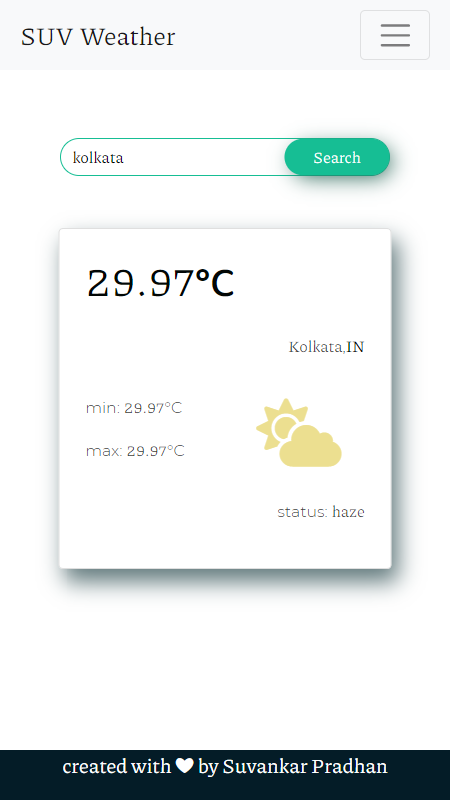 SUV Weather
kolkata
Search
29.97°C
Kolkata,IN
min: 29.97°C
max: 29.97°C
status: haze
created with ♥ by Suvankar Pradhan